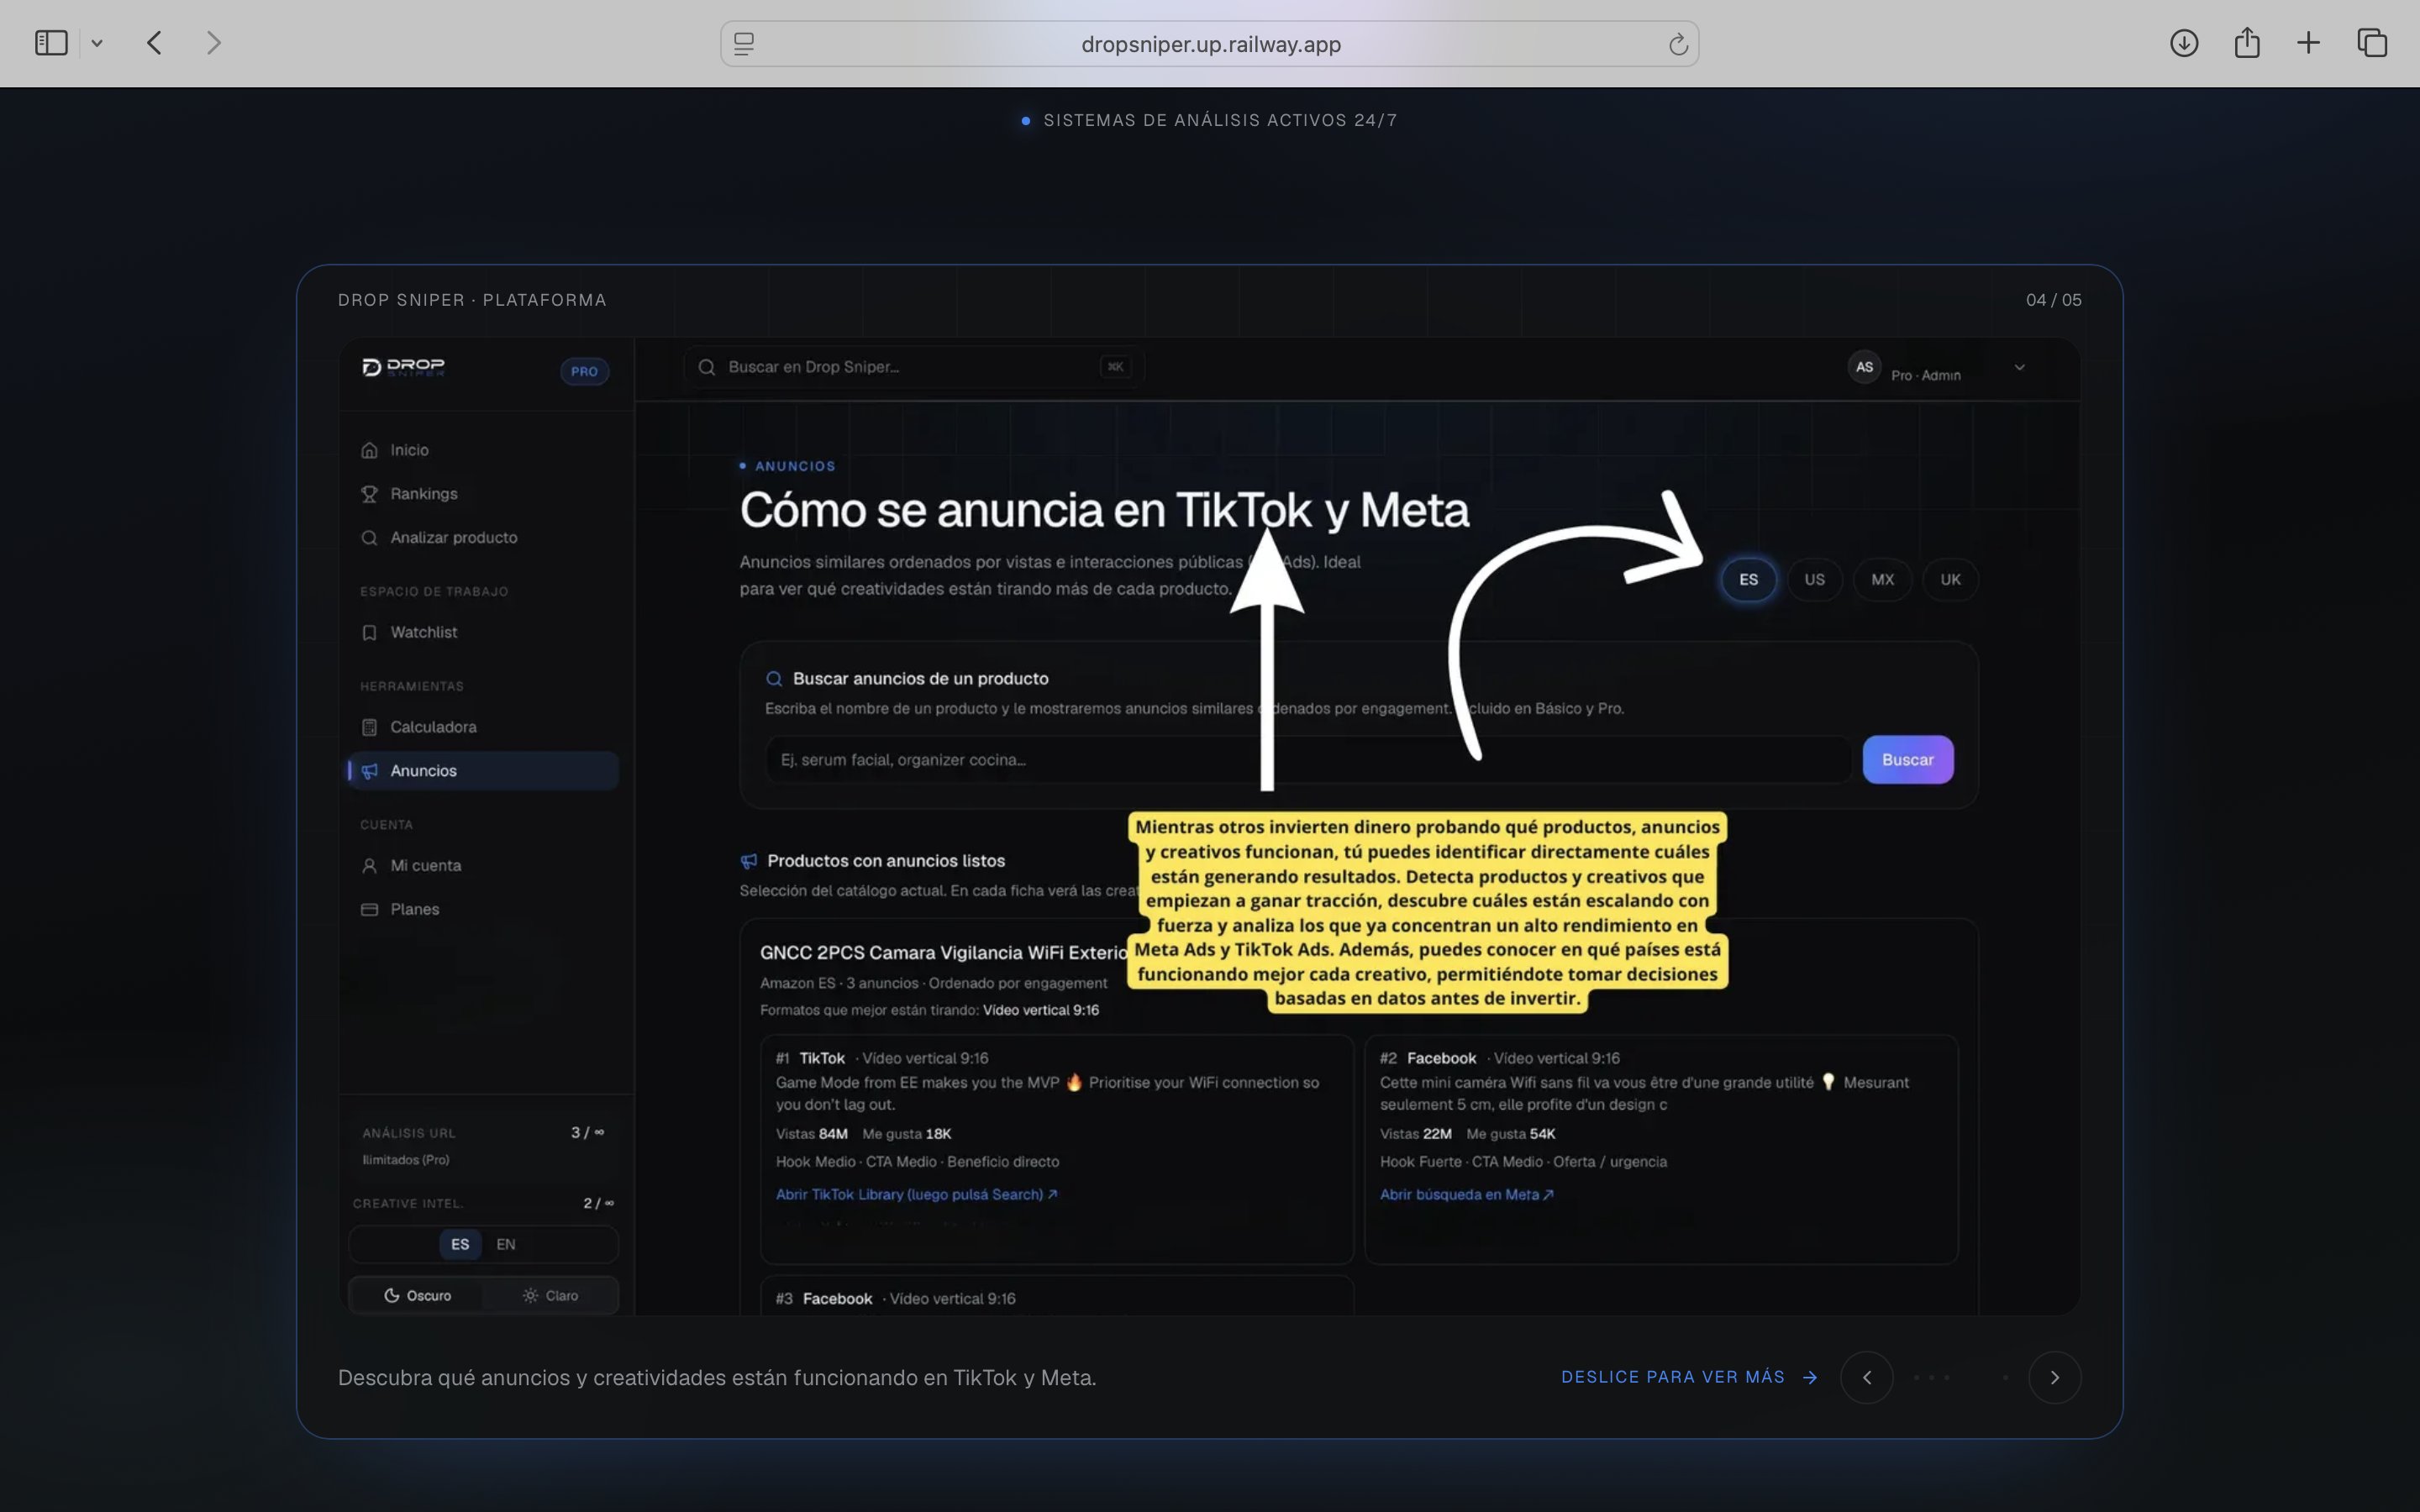 dropsniper.up.railway.app
SISTEMAS DE ANÁLISIS ACTIVOS 24/7
DROP SNIPER · PLATAFORMA
04 / 05
DROP
SNIPER
PRO
Buscar en Drop Sniper...
⌘K
AS
Pro · Admin
Inicio
Rankings
Analizar producto
ESPACIO DE TRABAJO
Watchlist
HERRAMIENTAS
Calculadora
Anuncios
CUENTA
Mi cuenta
Planes
ANÁLISIS URL
3 / ∞
Ilimitados (Pro)
CREATIVE INTEL.
2 / ∞
ES EN
Oscuro Claro
ANUNCIOS
Cómo se anuncia en TikTok y Meta
Anuncios similares ordenados por vistas e interacciones públicas Ads). Ideal
para ver qué creatividades están tirando más de cada producto.
ES US MX UK
Buscar anuncios de un producto
Escriba el nombre de un producto y le mostraremos anuncios similares denados por engagement. cluido en Básico y Pro.
Ej. serum facial, organizer cocina...
Buscar
Mientras otros invierten dinero probando qué productos, anuncios
y creativos funcionan, tú puedes identificar directamente cuáles
están generando resultados. Detecta productos y creativos que
empiezan a ganar tracción, descubre cuáles están escalando con
fuerza y analiza los que ya concentran un alto rendimiento en
Meta Ads y TikTok Ads. Además, puedes conocer en qué países está
funcionando mejor cada creativo, permitiéndote tomar decisiones
basadas en datos antes de invertir.
Productos con anuncios listos
Selección del catálogo actual. En cada ficha verá las creat
GNCC 2PCS Camara Vigilancia WiFi Exterio
Amazon ES · 3 anuncios · Ordenado por engagement
Formatos que mejor están tirando: Vídeo vertical 9:16
#1 TikTok · Vídeo vertical 9:16
Game Mode from EE makes you the MVP 🔥 Prioritise your WiFi connection so
you don't lag out.
Vistas 84M Me gusta 18K
Hook Medio · CTA Medio · Beneficio directo
Abrir TikTok Library (luego pulsá Search) ↗
#2 Facebook · Vídeo vertical 9:16
Cette mini caméra Wifi sans fil va vous être d'une grande utilité 💡 Mesurant
seulement 5 cm, elle profite d'un design c
Vistas 22M Me gusta 54K
Hook Fuerte · CTA Medio · Oferta / urgencia
Abrir búsqueda en Meta ↗
#3 Facebook · Vídeo vertical 9:16
Descubra qué anuncios y creatividades están funcionando en TikTok y Meta.
DESLICE PARA VER MÁS →